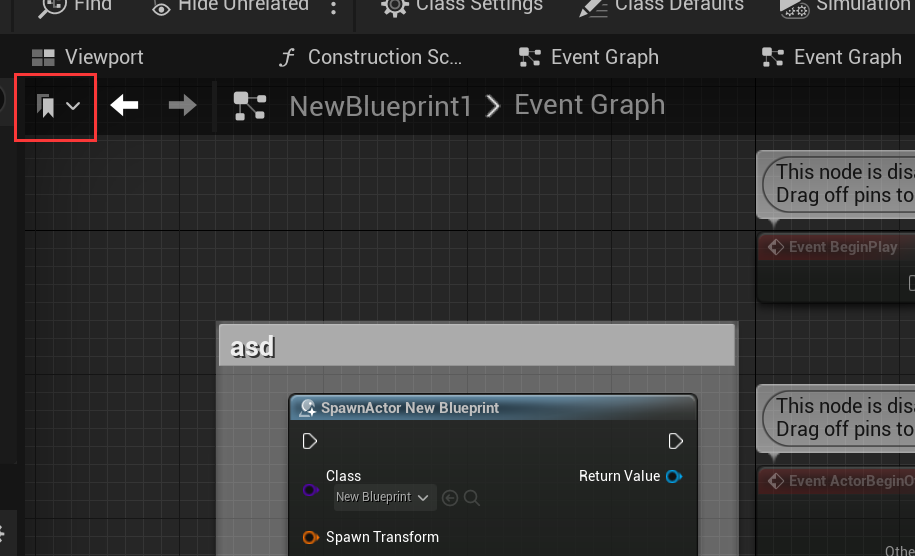 Find
Hide Unrelated
Class Settings
Class Defaults
Simulation
Viewport
Construction Sc...
Event Graph
Event Graph
NewBlueprint1
Event Graph
This node is disa
Drag off pins to
Event BeginPlay
asd
SpawnActor New Blueprint
Class
Return Value
New Blueprint
Spawn Transform
This node is disa
Drag off pins to
Event ActorBeginO
Othe